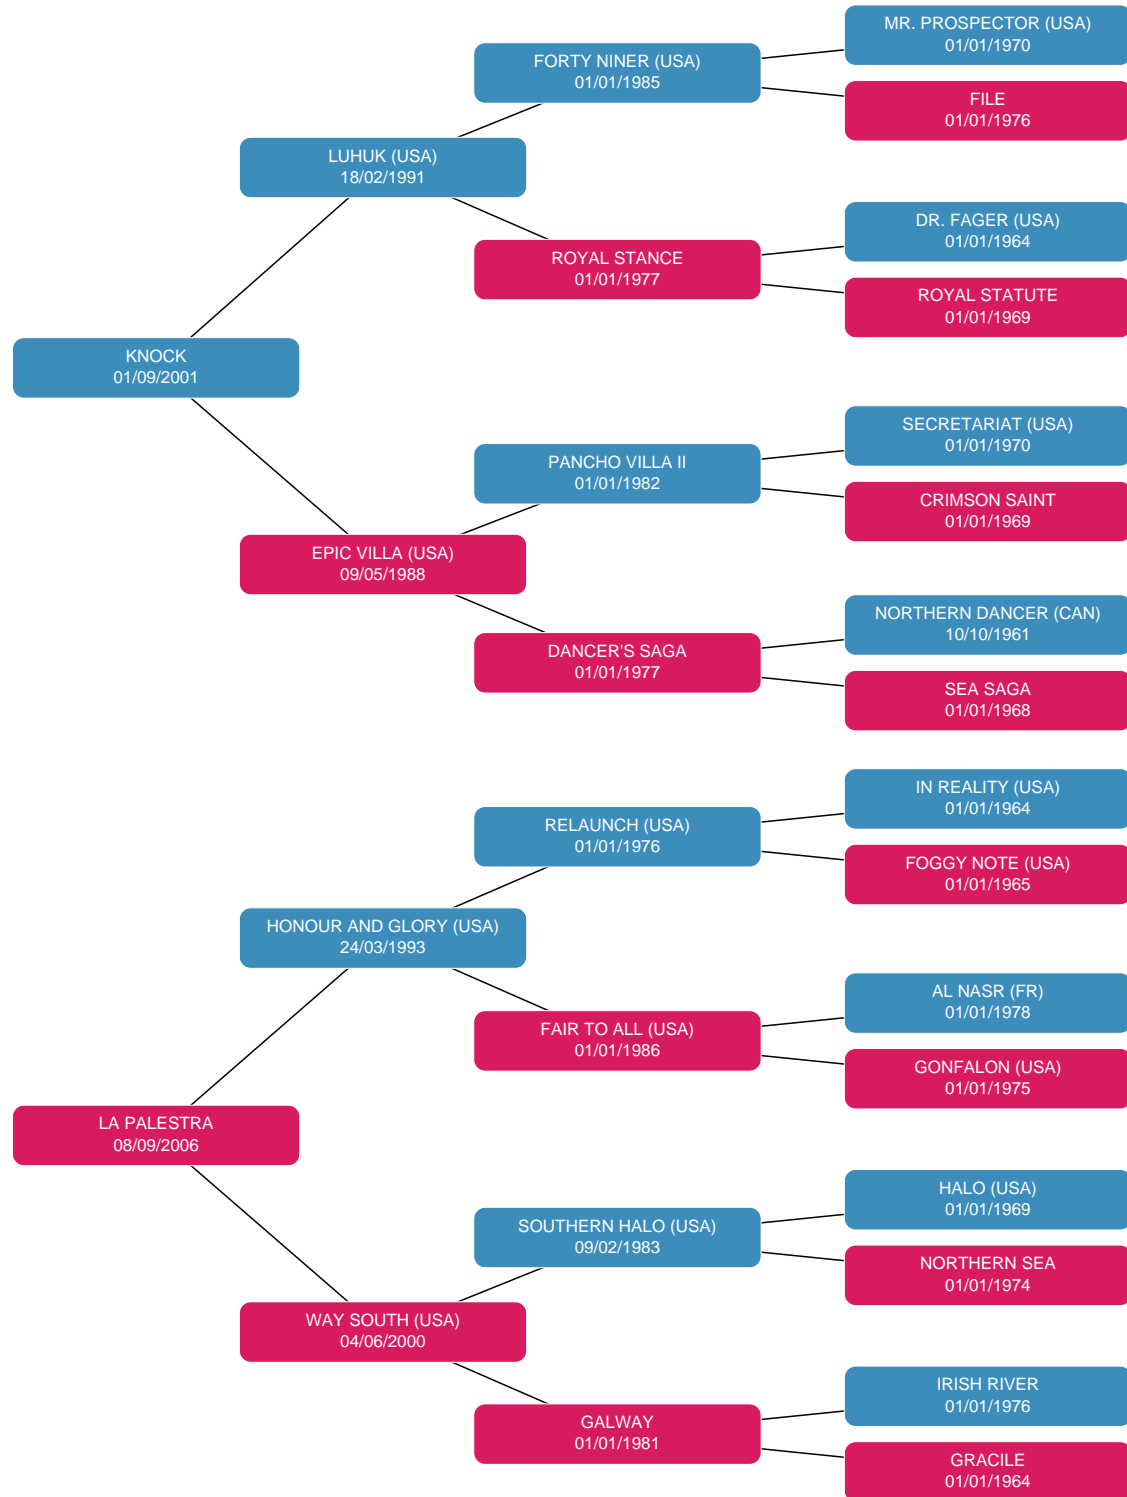 MR. PROSPECTOR (USA)
01/01/1970
FORTY NINER (USA)
01/01/1985
FILE
01/01/1976
LUHUK (USA)
18/02/1991
DR. FAGER (USA)
01/01/1964
ROYAL STANCE
01/01/1977
ROYAL STATUTE
01/01/1969
KNOCK
01/09/2001
SECRETARIAT (USA)
01/01/1970
PANCHO VILLA II
01/01/1982
CRIMSON SAINT
01/01/1969
EPIC VILLA (USA)
09/05/1988
NORTHERN DANCER (CAN)
10/10/1961
DANCER'S SAGA
01/01/1977
SEA SAGA
01/01/1968
IN REALITY (USA)
01/01/1964
RELAUNCH (USA)
01/01/1976
FOGGY NOTE (USA)
01/01/1965
HONOUR AND GLORY (USA)
24/03/1993
AL NASR (FR)
01/01/1978
FAIR TO ALL (USA)
01/01/1986
GONFALON (USA)
01/01/1975
LA PALESTRA
08/09/2006
HALO (USA)
01/01/1969
SOUTHERN HALO (USA)
09/02/1983
NORTHERN SEA
01/01/1974
WAY SOUTH (USA)
04/06/2000
IRISH RIVER
01/01/1976
GALWAY
01/01/1981
GRACILE
01/01/1964